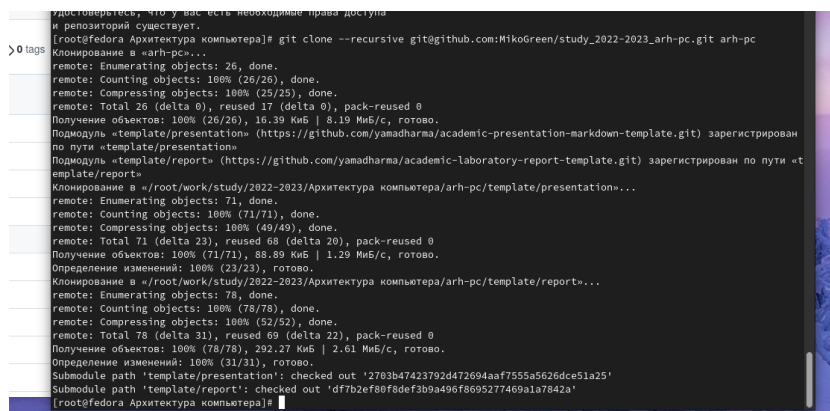 Удостоверьтесь, что у вас есть необходимые права доступа
и репозиторий существует.
[root@fedora Архитектура компьютера]# git clone --recursive git@github.com:MikoGreen/study_2022-2023_arh-pc.git arh-pc
0 tags
Клонирование в «arh-pc»...
remote: Enumerating objects: 26, done.
remote: Counting objects: 100% (26/26), done.
remote: Compressing objects: 100% (25/25), done.
remote: Total 26 (delta 0), reused 17 (delta 0), pack-reused 0
Получение объектов: 100% (26/26), 16.39 КиБ | 8.19 МиБ/с, готово.
Подмодуль «template/presentation» (https://github.com/yamadharma/academic-presentation-markdown-template.git) зарегистрирован
по пути «template/presentation»
Подмодуль «template/report» (https://github.com/yamadharma/academic-laboratory-report-template.git) зарегистрирован по пути «t
emplate/report»
Клонирование в «/root/work/study/2022-2023/Архитектура компьютера/arh-pc/template/presentation»...
remote: Enumerating objects: 71, done.
remote: Counting objects: 100% (71/71), done.
remote: Compressing objects: 100% (49/49), done.
remote: Total 71 (delta 23), reused 68 (delta 20), pack-reused 0
Получение объектов: 100% (71/71), 88.89 КиБ | 1.29 МиБ/с, готово.
Определение изменений: 100% (23/23), готово.
Клонирование в «/root/work/study/2022-2023/Архитектура компьютера/arh-pc/template/report»...
remote: Enumerating objects: 78, done.
remote: Counting objects: 100% (78/78), done.
remote: Compressing objects: 100% (52/52), done.
remote: Total 78 (delta 31), reused 69 (delta 22), pack-reused 0
Получение объектов: 100% (78/78), 292.27 КиБ | 2.61 МиБ/с, готово.
Определение изменений: 100% (31/31), готово.
Submodule path 'template/presentation': checked out '2703b47423792d472694aaf7555a5626dce51a25'
Submodule path 'template/report': checked out 'df7b2ef80f8def3b9a496f8695277469a1a7842a'
[root@fedora Архитектура компьютера]#